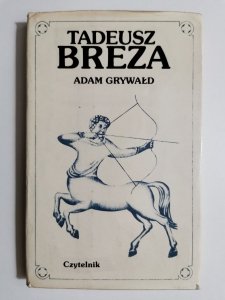 TADEUSZ
BREZA
ADAM GRYWAŁD
Czytelnik